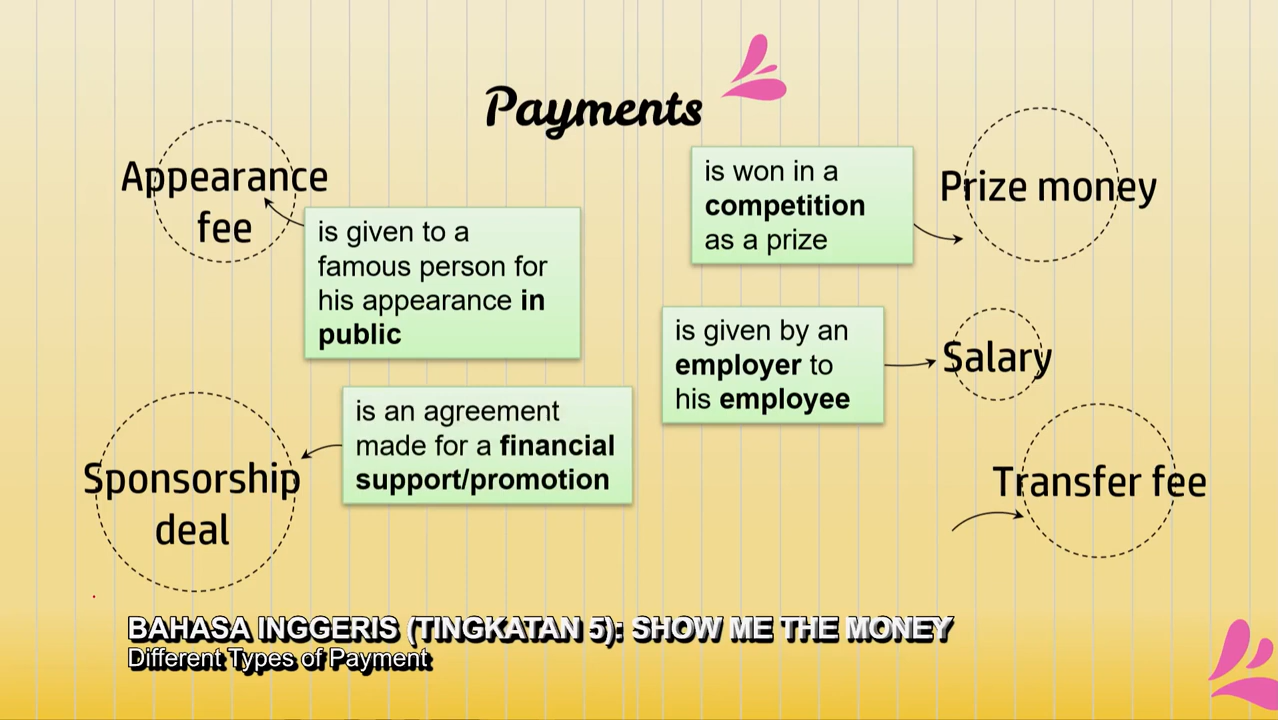 Payments
Appearance
fee
is given to a
famous person for
his appearance in
public
Sponsorship
deal
is an agreement
made for a financial
support/promotion
is won in a
competition
as a prize
Prize money
is given by an
employer to
his employee
Salary
Transfer fee
BAHASA INGGERIS (TINGKATAN 5): SHOW ME THE MONEY
Different Types of Payment